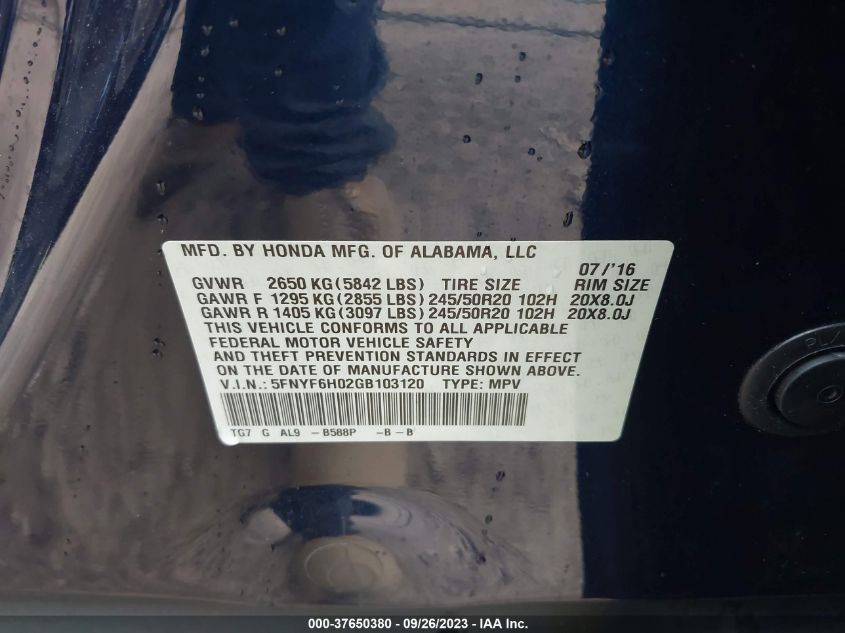 MFD. BY HONDA MFG. OF ALABAMA, LLC
07/'16
GVWR 2650 KG(5842 LBS) TIRE SIZE RIM SIZE
GAWR F 1295 KG(2855 LBS) 245/50R20 102H 20X8.0J
GAWR R 1405 KG(3097 LBS) 245/50R20 102H 20X8.0J
THIS VEHICLE CONFORMS TO ALL APPLICABLE
FEDERAL MOTOR VEHICLE SAFETY
AND THEFT PREVENTION STANDARDS IN EFFECT
ON THE DATE OF MANUFACTURE SHOWN ABOVE.
V.I.N.: 5FNYF6H02GB103120 TYPE: MPV
TG7 G AL9 -B588P -B-B
000-37650380 - 09/26/2023 - IAA Inc.